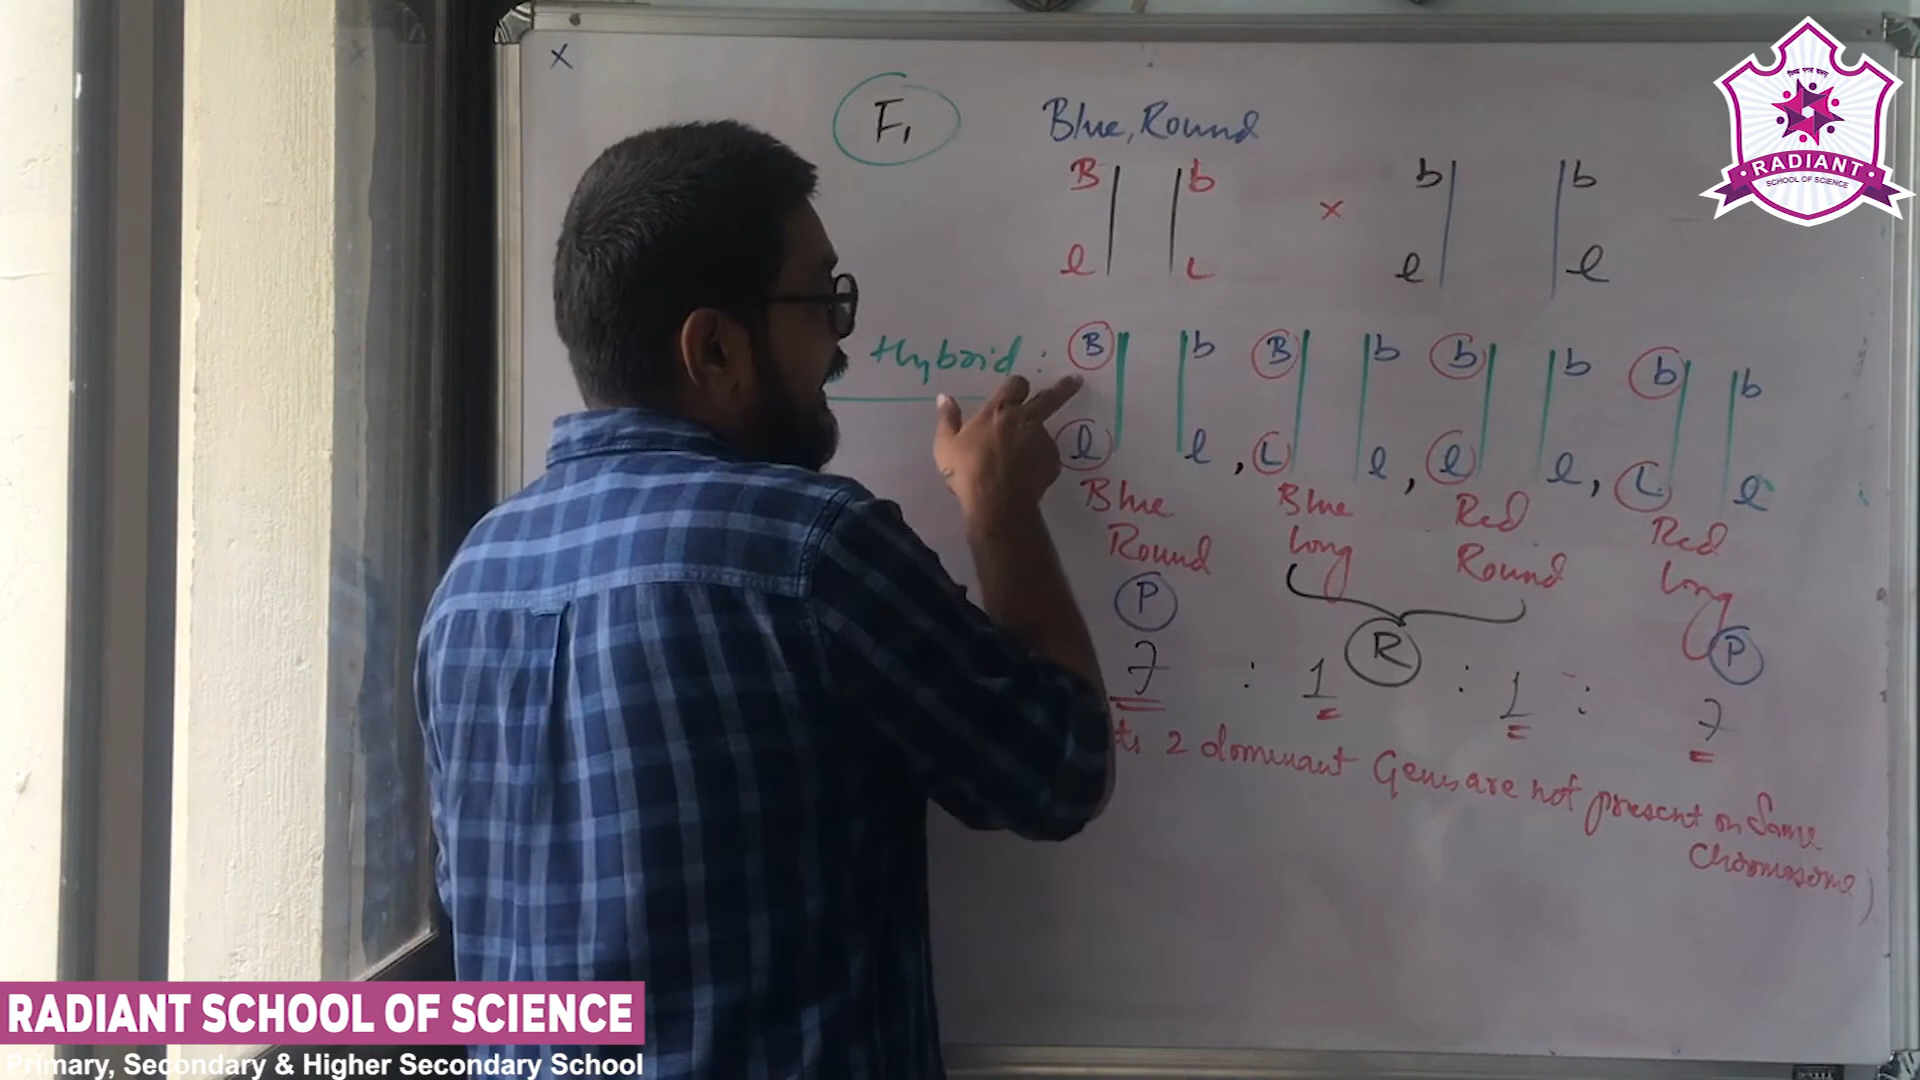 x
F₁ Blue, Round
B b x b b
l L l l
Hybrid : B b B b b b b b
l l , L l , l l , L l
Blue Blue Red Red
Round Long Round Long
P R P
7 : 1 : 1 : 7
2 dominant Genes are not present on Same
Chromosome)
RADIANT
SCHOOL OF SCIENCE
RADIANT SCHOOL OF SCIENCE
Primary, Secondary & Higher Secondary School